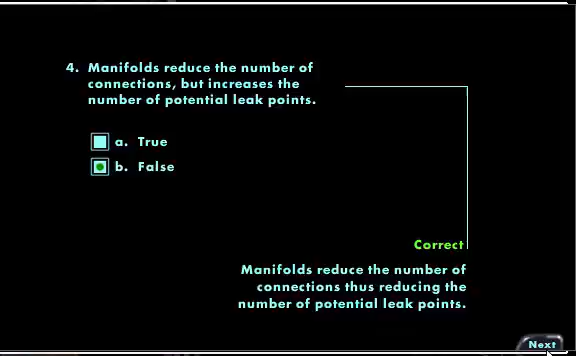 4. Manifolds reduce the number of
connections, but increases the
number of potential leak points.
a. True
b. False
Correct
Manifolds reduce the number of
connections thus reducing the
number of potential leak points.
Next